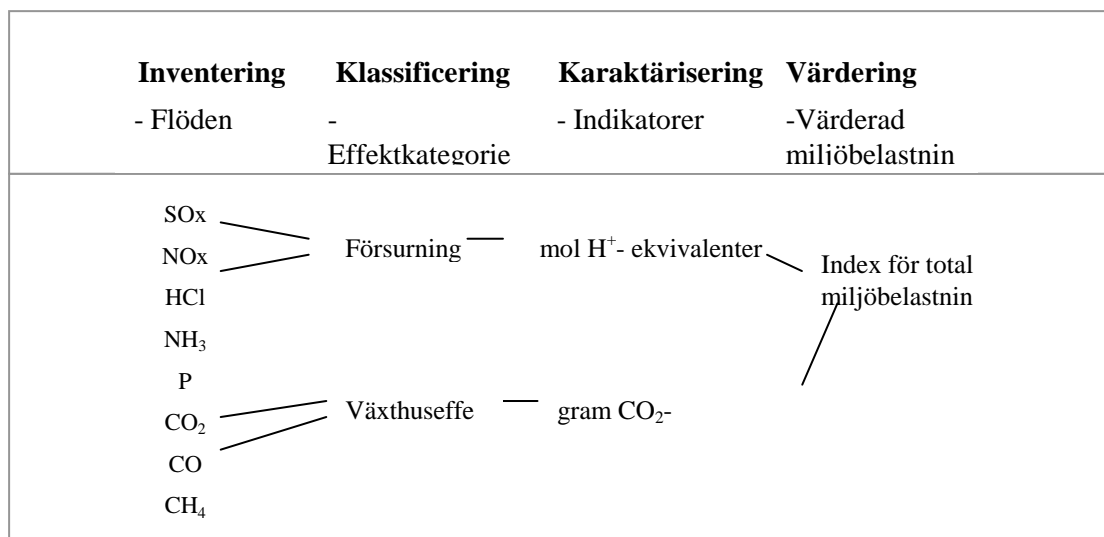 Inventering Klassificering Karaktärisering Värdering
- Flöden - - Indikatorer -Värderad
Effektkategorie miljöbelastnin
SOx
NOx Försurning mol H⁺- ekvivalenter Index för total
HCl miljöbelastnin
NH₃
P
CO₂ Växthuseffe gram CO₂-
CO
CH₄